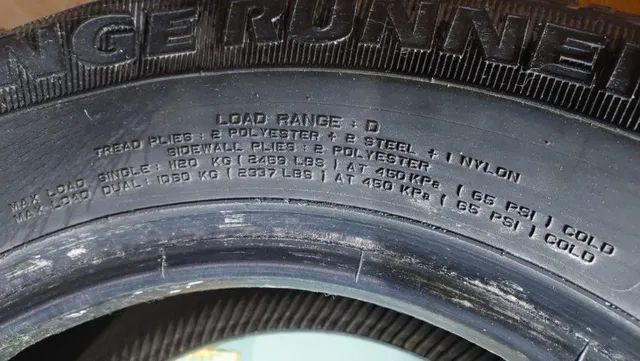 NGE RUNNE
LOAD RANGE : D
TREAD PLIES : 2 POLYESTER + 2 STEEL + 1 NYLON
SIDEWALL PLIES : 2 POLYESTER
MAX LOAD SINGLE : 1120 KG ( 2469 LBS ) AT 450 KPa ( 65 PSI ) COLD
MAX LOAD DUAL : 1060 KG ( 2337 LBS ) AT 450 KPa ( 65 PSI ) COLD